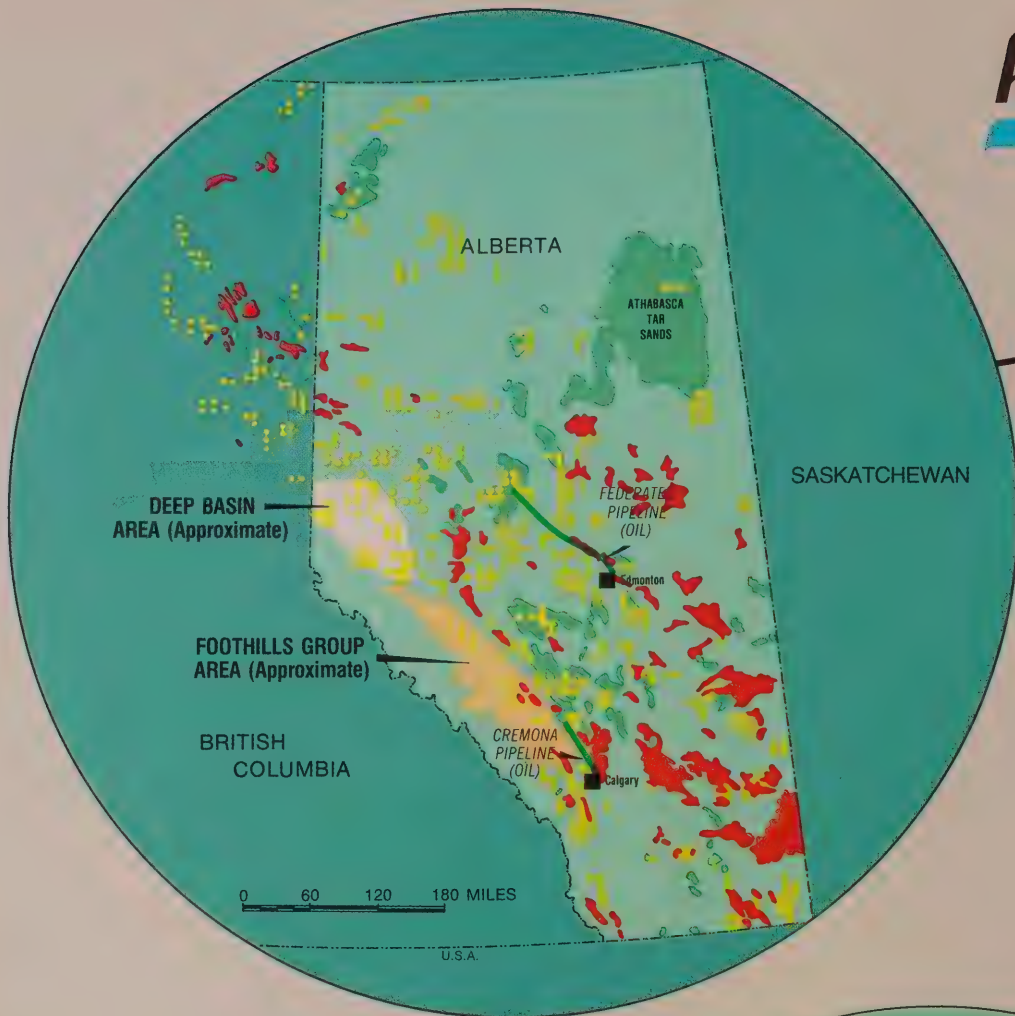 ALBERTA
ATHABASCA
TAR
SANDS
SASKATCHEWAN
DEEP BASIN
AREA (Approximate)
FEDERATE
PIPELINE
(OIL)
Edmonton
FOOTHILLS GROUP
AREA (Approximate)
BRITISH
COLUMBIA
CREMONA
PIPELINE
(OIL)
Calgary
0 60 120 180 MILES
U.S.A.